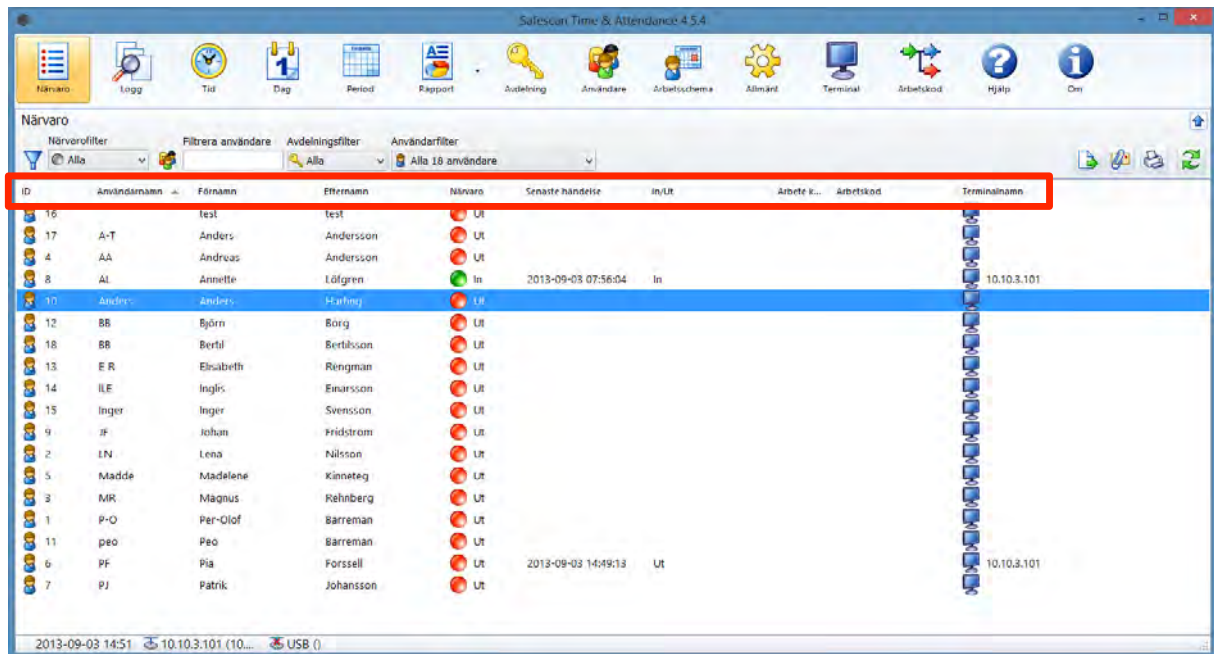 Safescan Time & Attendance 4.5.4
Närvaro Logg Tid Dag Period Rapport Avdelning Användare Arbetsschema Allmänt Terminal Arbetskod Hjälp Om
Närvaro
Närvarofilter Filtrera användare Avdelningsfilter Användarfilter
Alla Alla Alla 18 användare
ID Användarnamn Förnamn Efternamn Närvaro Senaste händelse In/Ut Arbete k... Arbetskod Terminalnamn
16 test test Ut
17 A-T Anders Andersson Ut
4 AA Andreas Andersson Ut
8 AL Annette Löfgren In 2013-09-03 07:56:04 In 10.10.3.101
10 Anders Anders Ut
12 BB Björn Borg Ut
18 BB Bertil Bertilsson Ut
13 E R Elisabeth Rengman Ut
14 ILE Inglis Einarsson Ut
15 Inger Inger Svensson Ut
9 JF Johan Fridstrom Ut
2 LN Lena Nilsson Ut
5 Madde Madelene Kinneteg Ut
3 MR Magnus Rehnberg Ut
1 P-O Per-Olof Barreman Ut
11 peo Peo Barreman Ut
6 PF Pia Forssell Ut 2013-09-03 14:49:13 Ut 10.10.3.101
7 PJ Patrik Johansson Ut
2013-09-03 14:51 10.10.3.101 (10.... USB ()